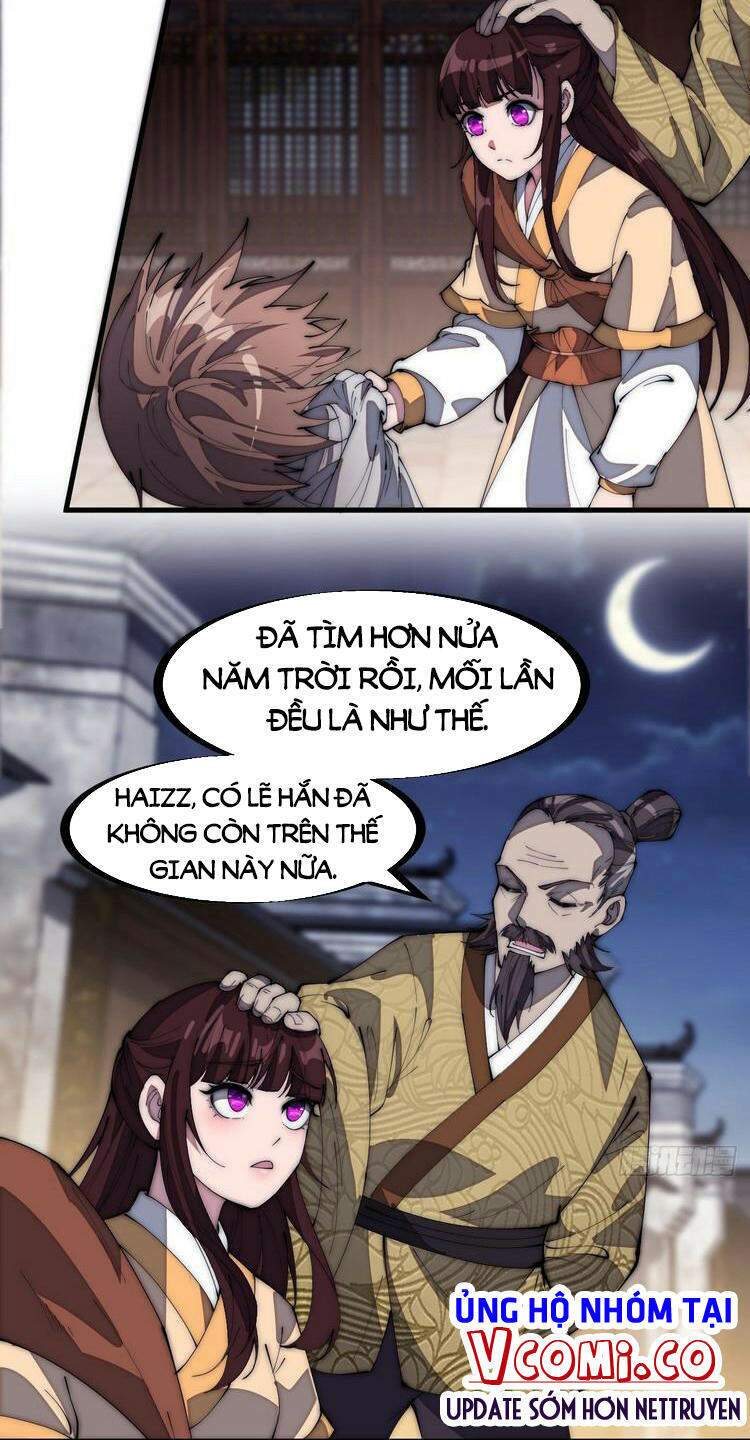 ĐÃ TÌM HƠN NỬA
NĂM TRỜI RỒI, MỐI LẦN
ĐỀU LÀ NHƯ THẾ.
HAIZZ, CÓ LẼ HẮN ĐÃ
KHÔNG CÒN TRÊN THẾ
GIAN NÀY NỮA.
ỦNG HỘ NHÓM TẠI
VCOMI.CO
UPDATE SỚM HƠN NETTRUYEN